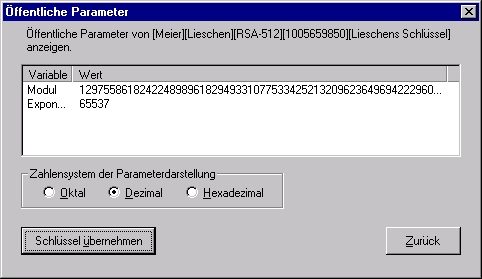 Öffentliche Parameter
Öffentliche Parameter von [Meier][Lieschen][RSA-512][1005659850][Lieschens Schlüssel]
anzeigen.
Variable Wert
Modul 12975586182422489896182949331077533425213209623649694222960...
Expon... 65537
Zahlensystem der Parameterdarstellung
Oktal Dezimal Hexadezimal
Schlüssel übernehmen Zurück